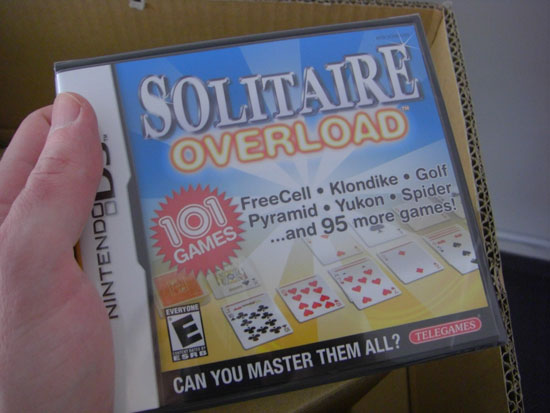 SOLITAIRE
OVERLOAD
101
GAMES
FreeCell • Klondike • Golf
Pyramid • Yukon • Spider
...and 95 more games!
NINTENDO DS
EVERYONE
E
ESRB
CAN YOU MASTER THEM ALL?
TELEGAMES